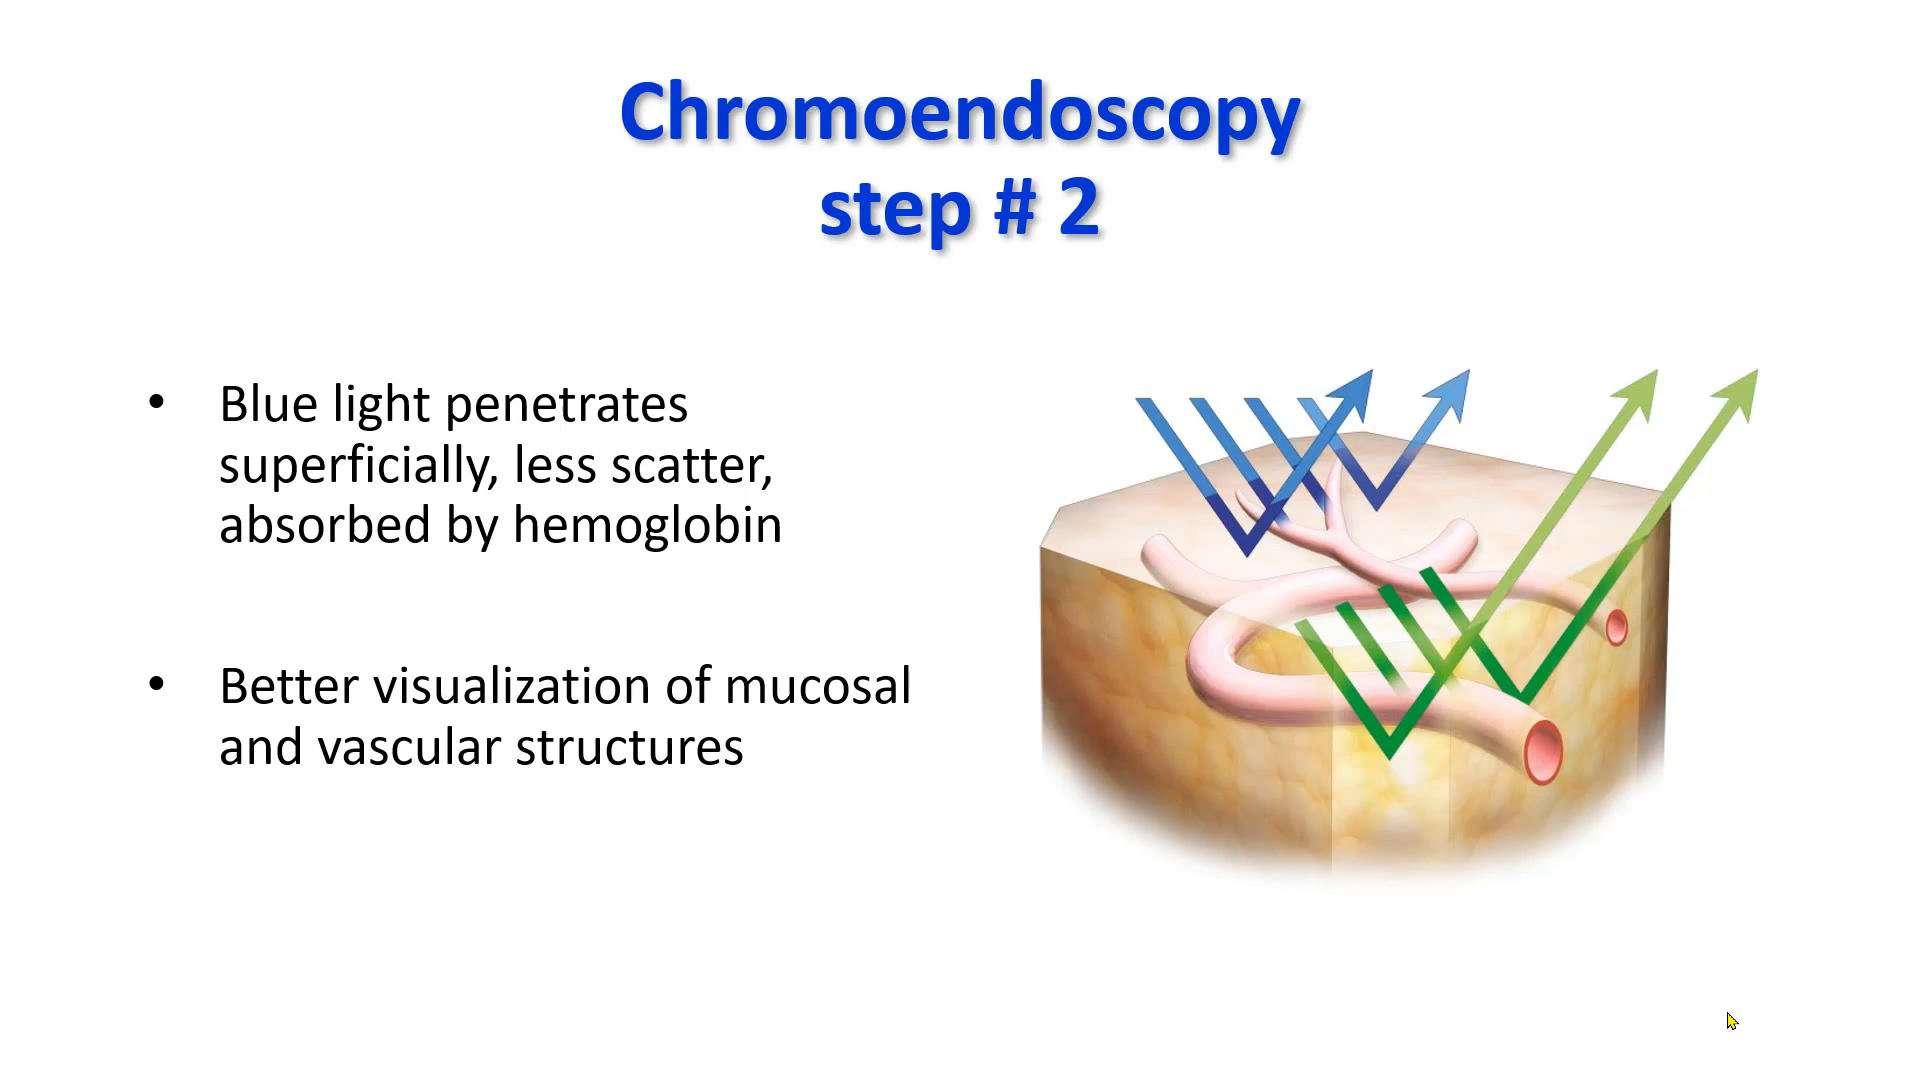 Chromoendoscopy
step # 2
• Blue light penetrates
superficially, less scatter,
absorbed by hemoglobin
• Better visualization of mucosal
and vascular structures